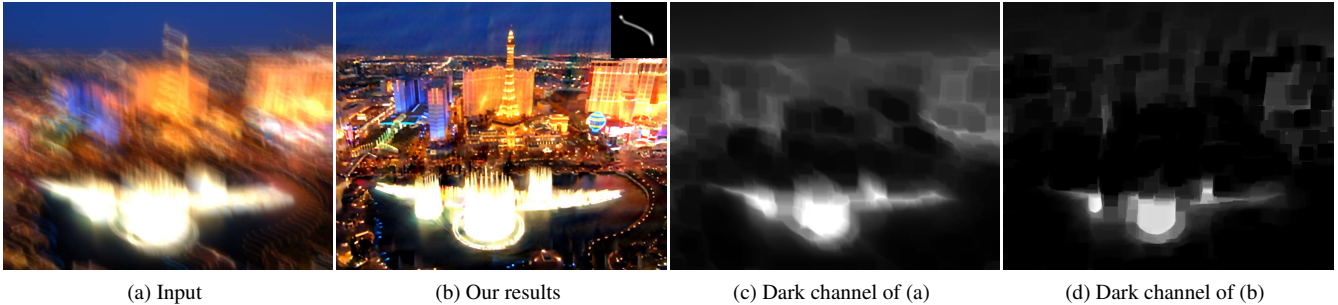 (a) Input
(b) Our results
(c) Dark channel of (a)
(d) Dark channel of (b)